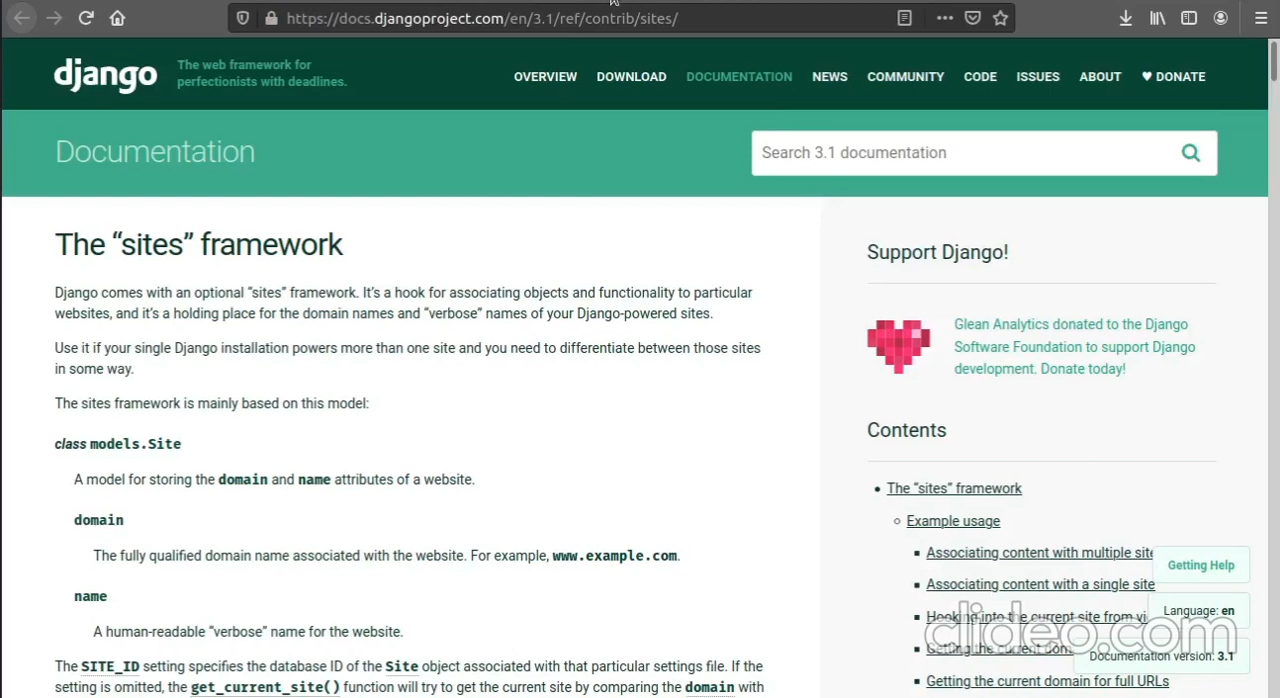 https://docs.djangoproject.com/en/3.1/ref/contrib/sites/
django
The web framework for
perfectionists with deadlines.
OVERVIEW DOWNLOAD DOCUMENTATION NEWS COMMUNITY CODE ISSUES ABOUT ♥ DONATE
Documentation
Search 3.1 documentation
The “sites” framework
Django comes with an optional “sites” framework. It’s a hook for associating objects and functionality to particular
websites, and it’s a holding place for the domain names and “verbose” names of your Django-powered sites.
Use it if your single Django installation powers more than one site and you need to differentiate between those sites
in some way.
The sites framework is mainly based on this model:
class models.Site
A model for storing the domain and name attributes of a website.
domain
The fully qualified domain name associated with the website. For example, www.example.com.
name
A human-readable “verbose” name for the website.
The SITE_ID setting specifies the database ID of the Site object associated with that particular settings file. If the
setting is omitted, the get_current_site() function will try to get the current site by comparing the domain with
Support Django!
Glean Analytics donated to the Django
Software Foundation to support Django
development. Donate today!
Contents
• The “sites” framework
○ Example usage
▪ Associating content with multiple site
▪ Associating content with a single site
▪ Hooking into the current site from vi
▪ Getting the current dom
▪ Getting the current domain for full URLs
Getting Help
Language: en
Documentation version: 3.1
clideo.com